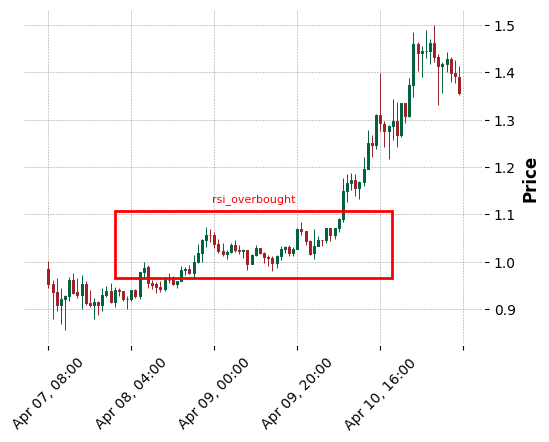 1.5
1.4
1.3
1.2
1.1
1.0
0.9
Price
rsi_overbought
Apr 07, 08:00
Apr 08, 04:00
Apr 09, 00:00
Apr 09, 20:00
Apr 10, 16:00